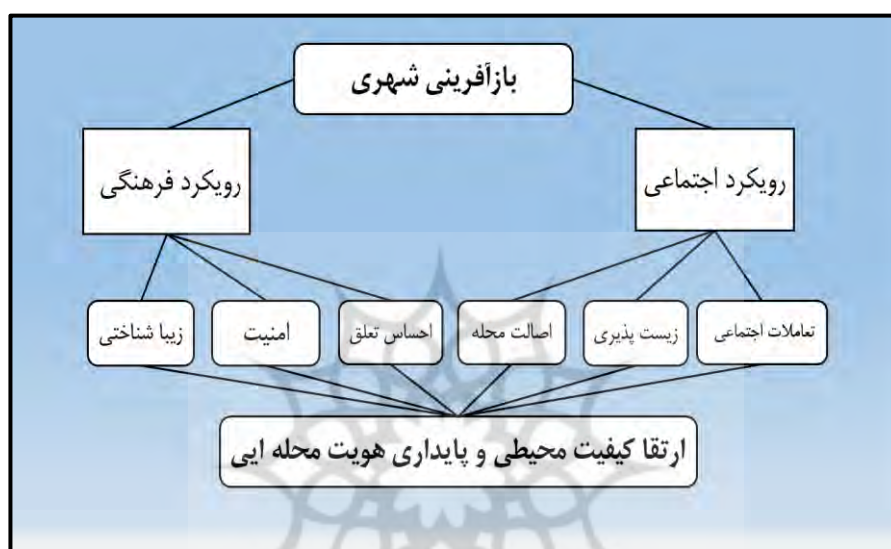 بازآفرینی شهری
رویکرد اجتماعی
رویکرد فرهنگی
تعاملات اجتماعی
زیست پذیری
اصالت محله
احساس تعلق
امنیت
زیبا شناختی
ارتقا کیفیت محیطی و پایداری هویت محله ایی